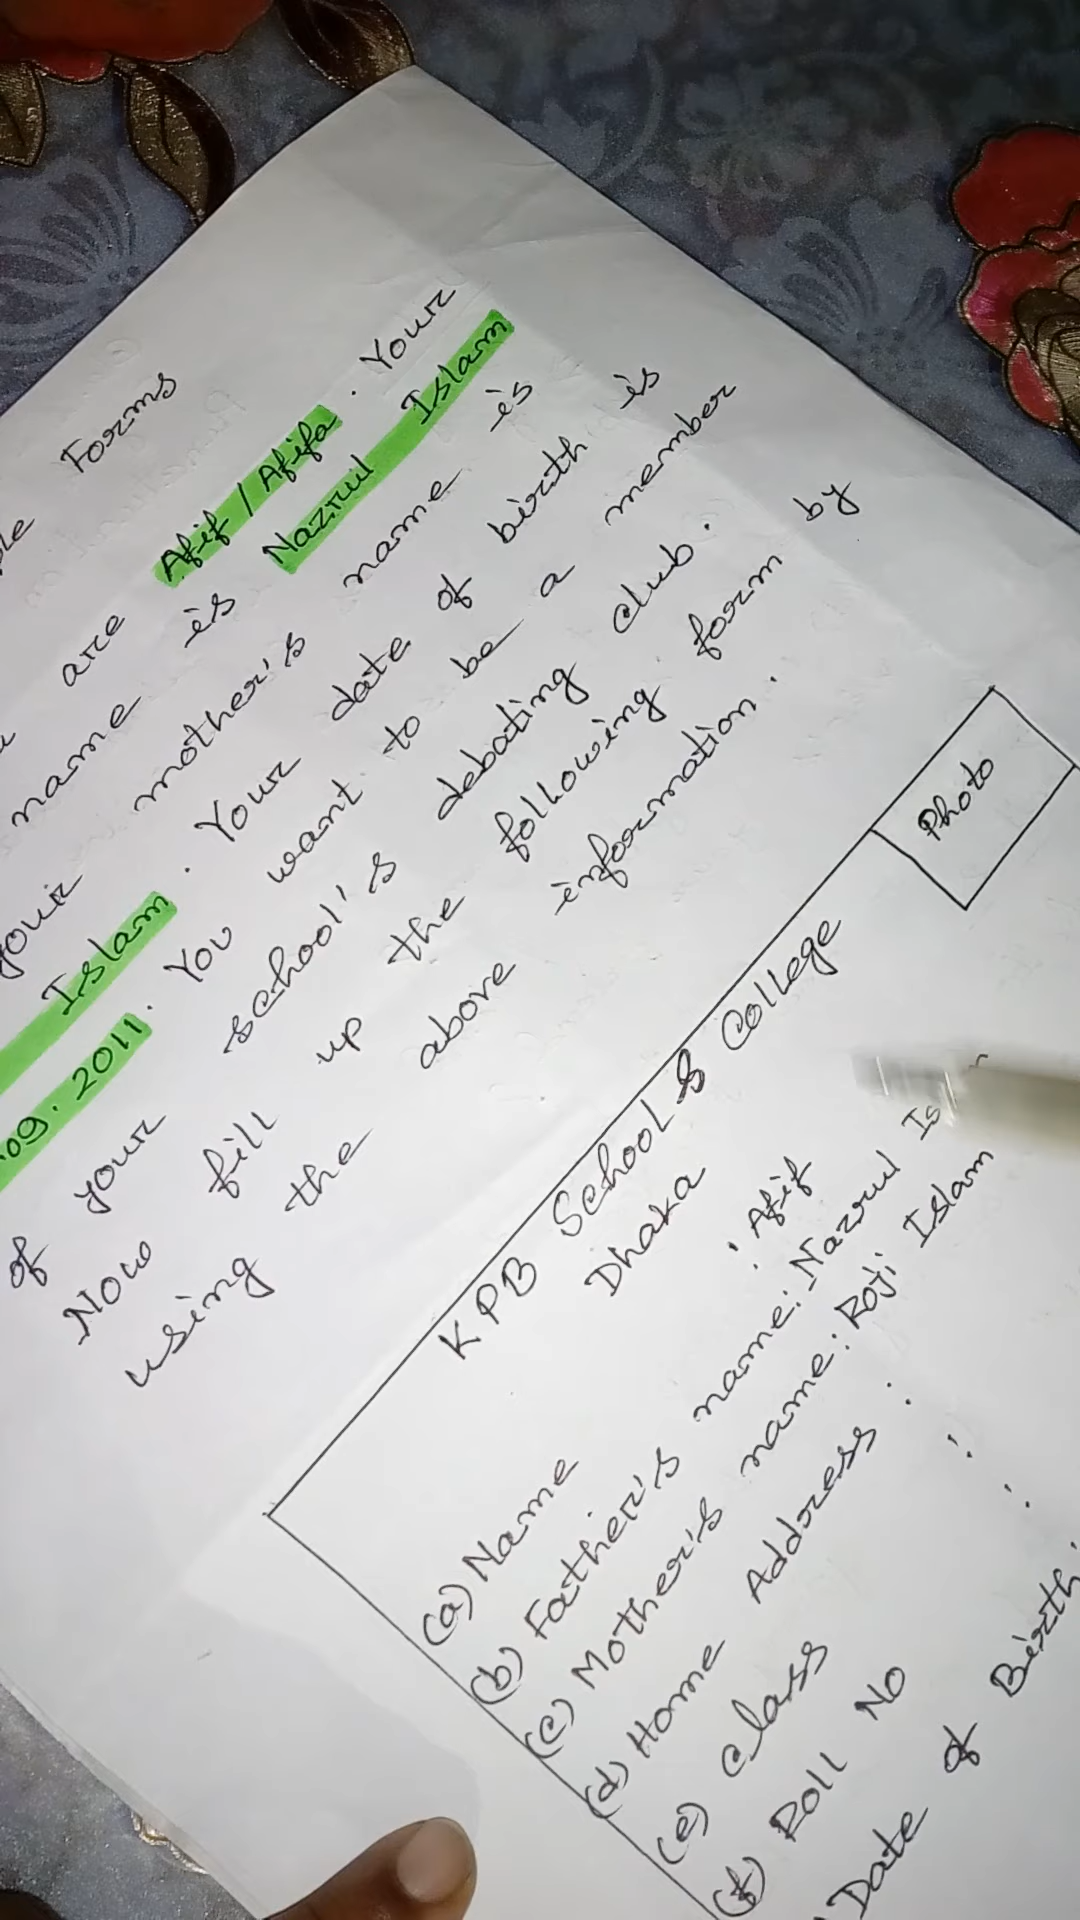 Forms
are Afif / Afifa. Your
name is Nazrul Islam
your mother's name is
Islam. Your date of birth is
09. 2011. You want to be a member
of your school's debating club.
Now fill up the following form by
using the above information.
Photo
KPB School & College
Dhaka
(a) Name : Afif
(b) Father's name: Nazrul
(c) Mother's name: Roji Islam
(d) Home Address :
(e) class :
(f) Roll No :
Date of Birth: